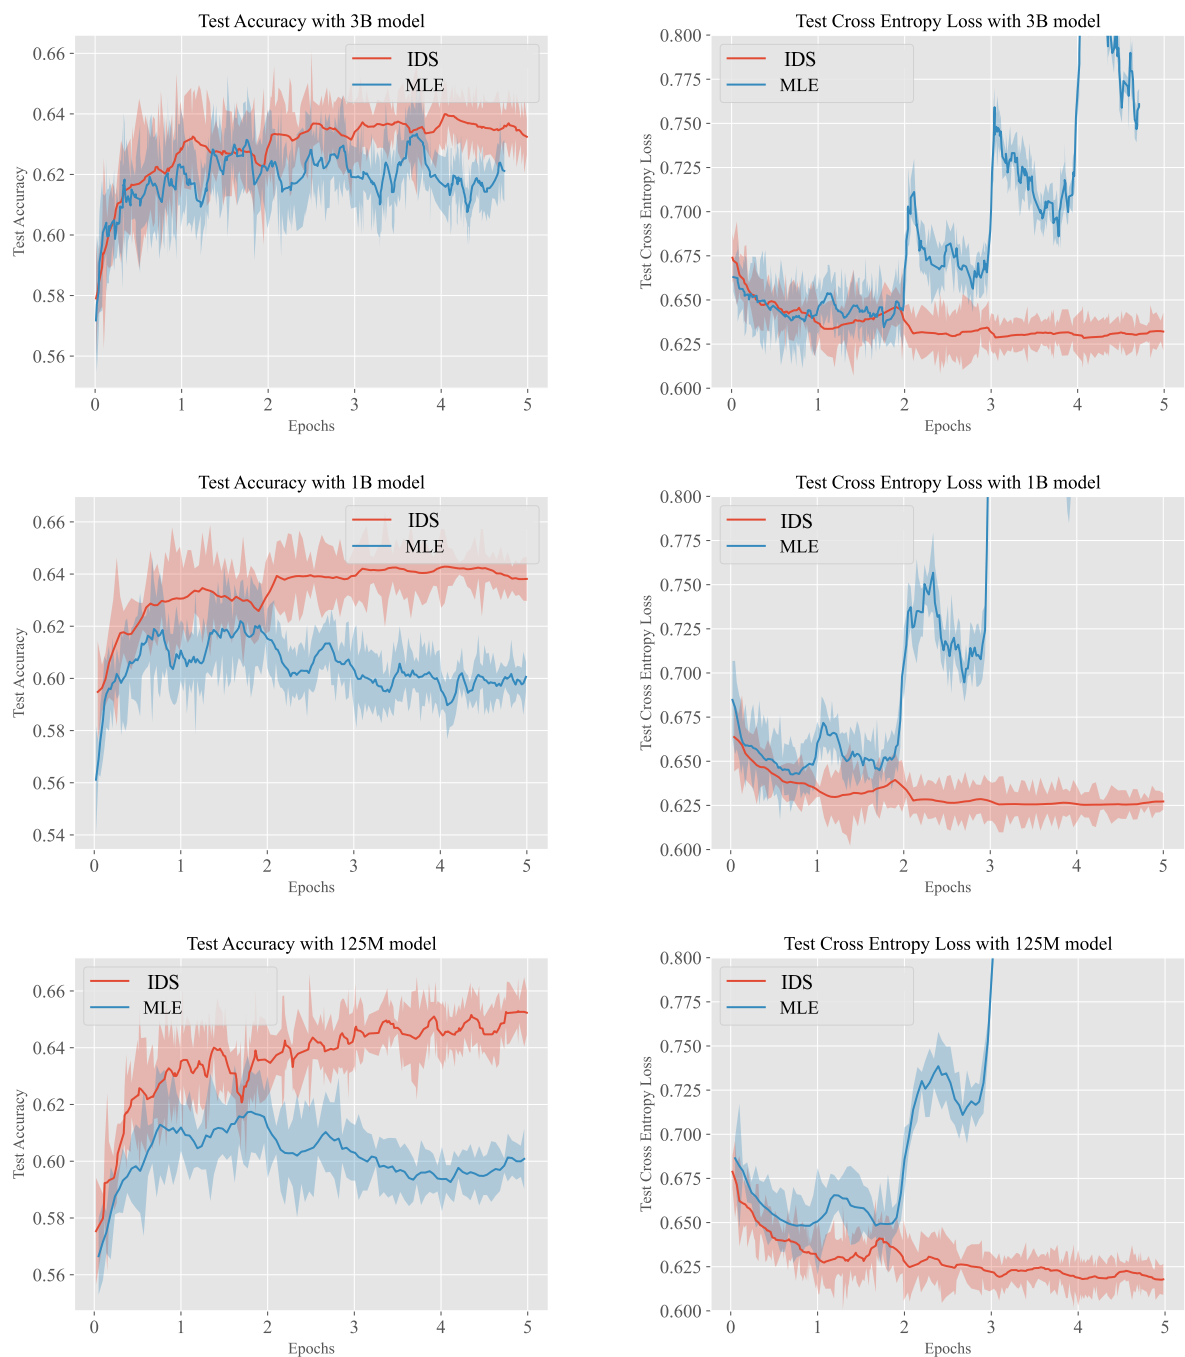 Test Accuracy with 3B model
IDS
MLE
0.66
0.64
0.62
0.60
0.58
0.56
Test Accuracy
0 1 2 3 4 5
Epochs
Test Cross Entropy Loss with 3B model
IDS
MLE
0.800
0.775
0.750
0.725
0.700
0.675
0.650
0.625
0.600
Test Cross Entropy Loss
0 1 2 3 4 5
Epochs
Test Accuracy with 1B model
IDS
MLE
0.66
0.64
0.62
0.60
0.58
0.56
0.54
Test Accuracy
0 1 2 3 4 5
Epochs
Test Cross Entropy Loss with 1B model
IDS
MLE
0.800
0.775
0.750
0.725
0.700
0.675
0.650
0.625
0.600
Test Cross Entropy Loss
0 1 2 3 4 5
Epochs
Test Accuracy with 125M model
IDS
MLE
0.66
0.64
0.62
0.60
0.58
0.56
Test Accuracy
0 1 2 3 4 5
Epochs
Test Cross Entropy Loss with 125M model
IDS
MLE
0.800
0.775
0.750
0.725
0.700
0.675
0.650
0.625
0.600
Test Cross Entropy Loss
0 1 2 3 4 5
Epochs